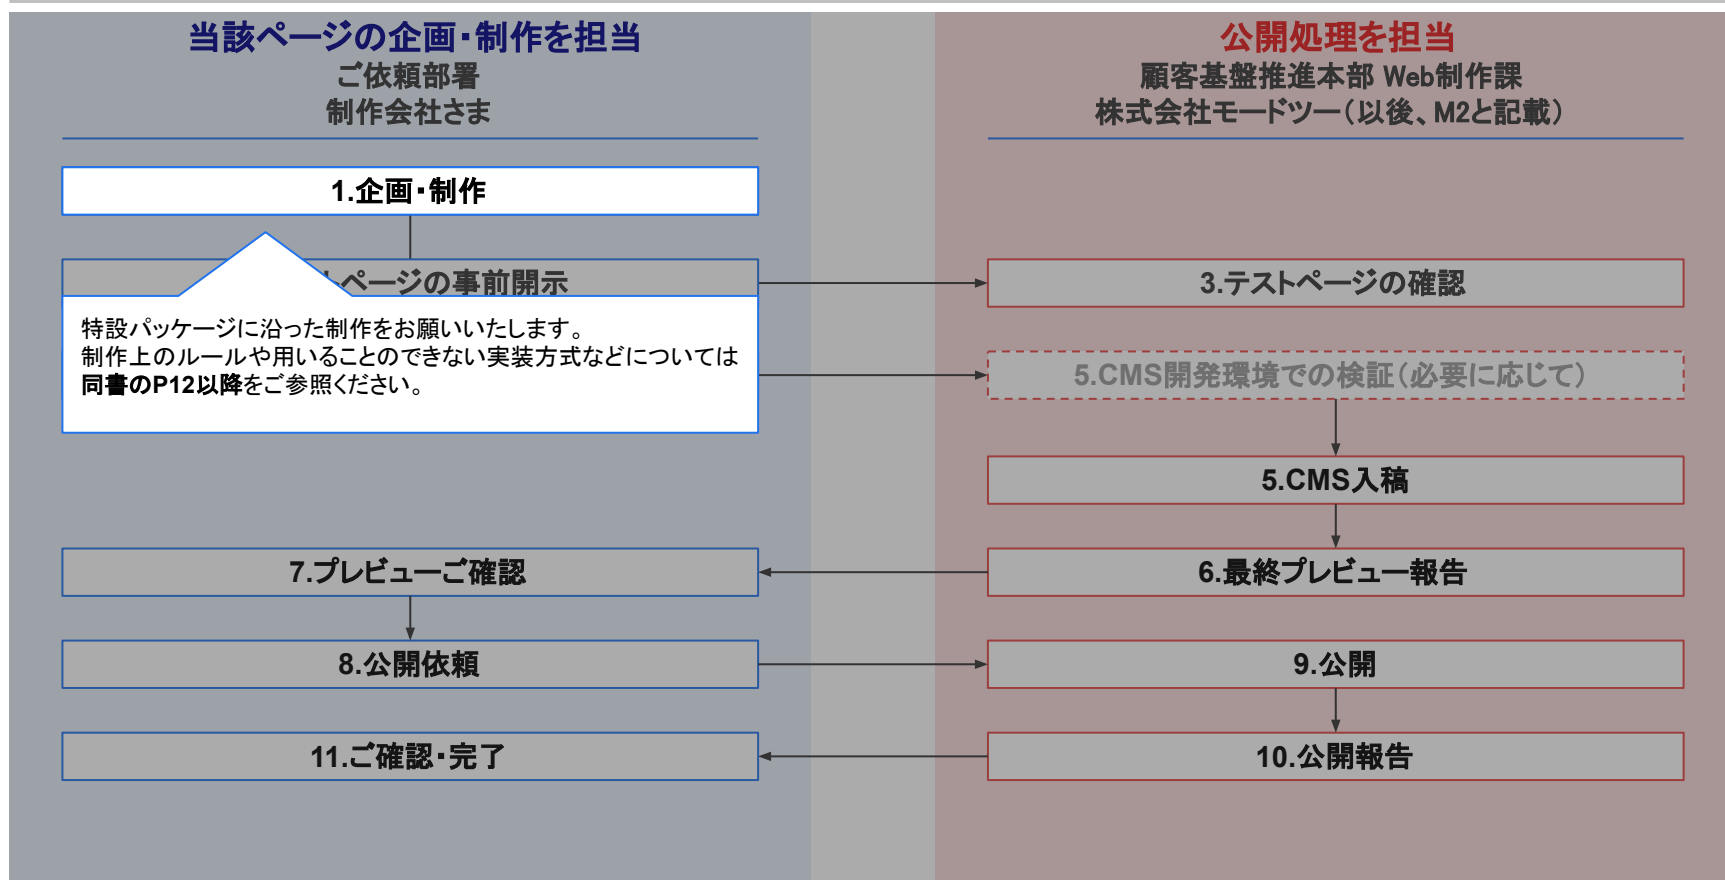 当該ページの企画・制作を担当
ご依頼部署
制作会社さま
公開処理を担当
顧客基盤推進本部 Web制作課
株式会社モードツー（以後、M2と記載）
1.企画・制作
トページの事前開示
3.テストページの確認
特設パッケージに沿った制作をお願いいたします。
制作上のルールや用いることのできない実装方式などについては
同書のP12以降をご参照ください。
5.CMS開発環境での検証（必要に応じて）
5.CMS入稿
7.プレビューご確認
6.最終プレビュー報告
8.公開依頼
9.公開
11.ご確認・完了
10.公開報告